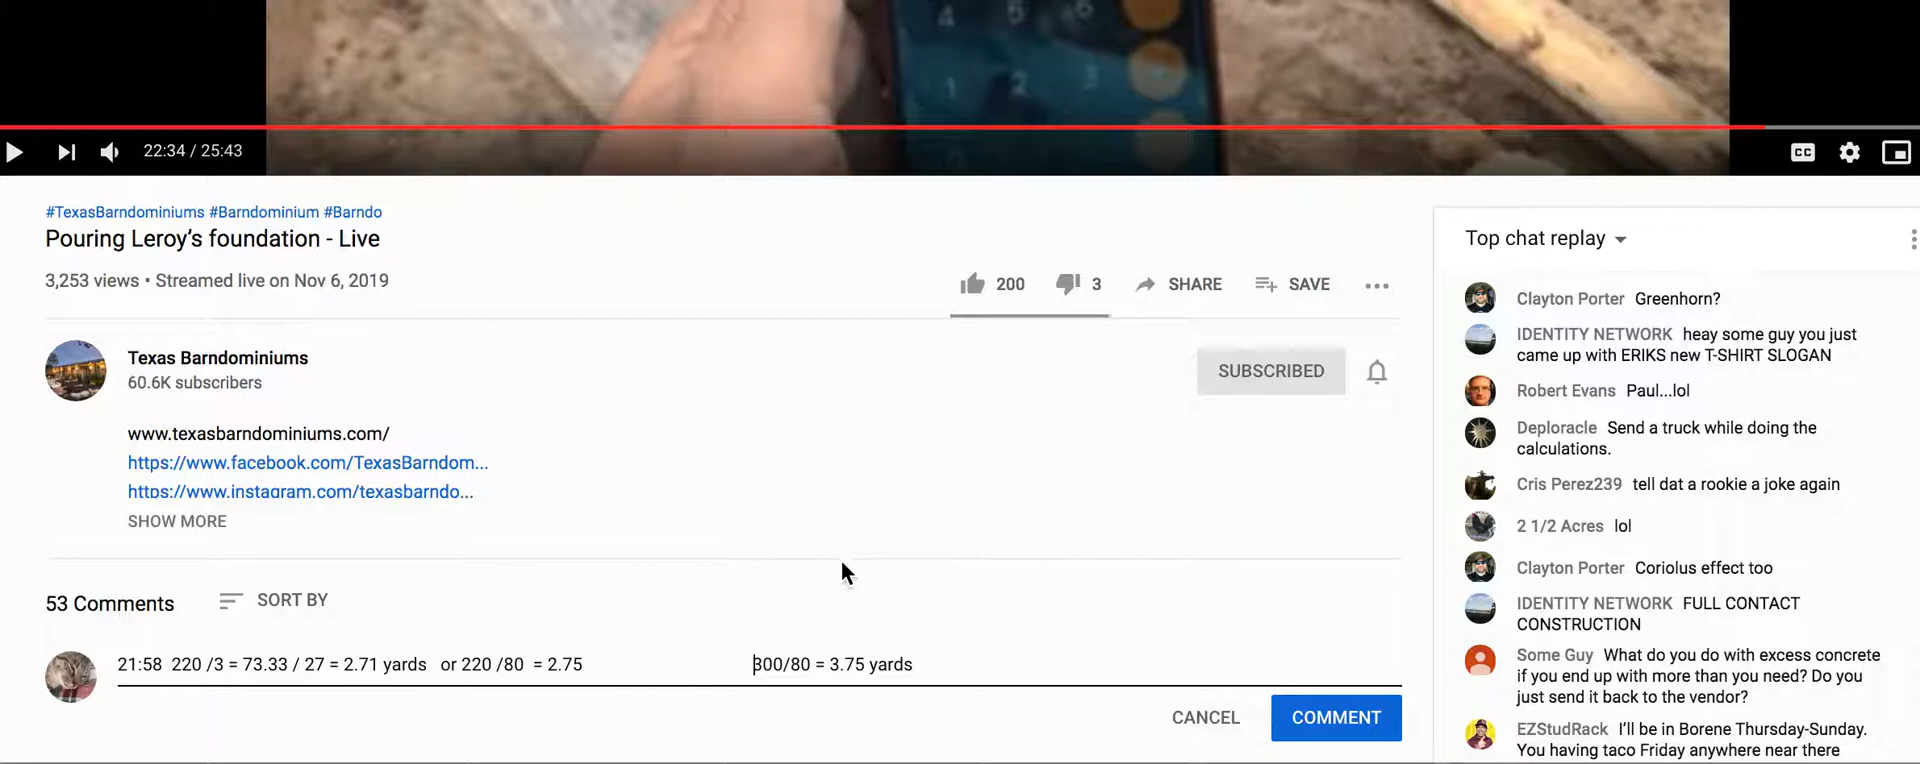 4 5 6
1 2 3
22:34 / 25:43
CC
#TexasBarndominiums #Barndominium #Barndo
Pouring Leroy's foundation - Live
3,253 views • Streamed live on Nov 6, 2019
200 3 SHARE SAVE
Texas Barndominiums
60.6K subscribers
SUBSCRIBED
www.texasbarndominiums.com/
https://www.facebook.com/TexasBarndom...
https://www.instagram.com/texasbarndo...
SHOW MORE
53 Comments SORT BY
21:58 220 /3 = 73.33 / 27 = 2.71 yards or 220 /80 = 2.75 300/80 = 3.75 yards
CANCEL COMMENT
Top chat replay
Clayton Porter Greenhorn?
IDENTITY NETWORK heay some guy you just
came up with ERIKS new T-SHIRT SLOGAN
Robert Evans Paul...lol
Deploracle Send a truck while doing the
calculations.
Cris Perez239 tell dat a rookie a joke again
2 1/2 Acres lol
Clayton Porter Coriolus effect too
IDENTITY NETWORK FULL CONTACT
CONSTRUCTION
Some Guy What do you do with excess concrete
if you end up with more than you need? Do you
just send it back to the vendor?
EZStudRack I'll be in Borene Thursday-Sunday.
You having taco Friday anywhere near there